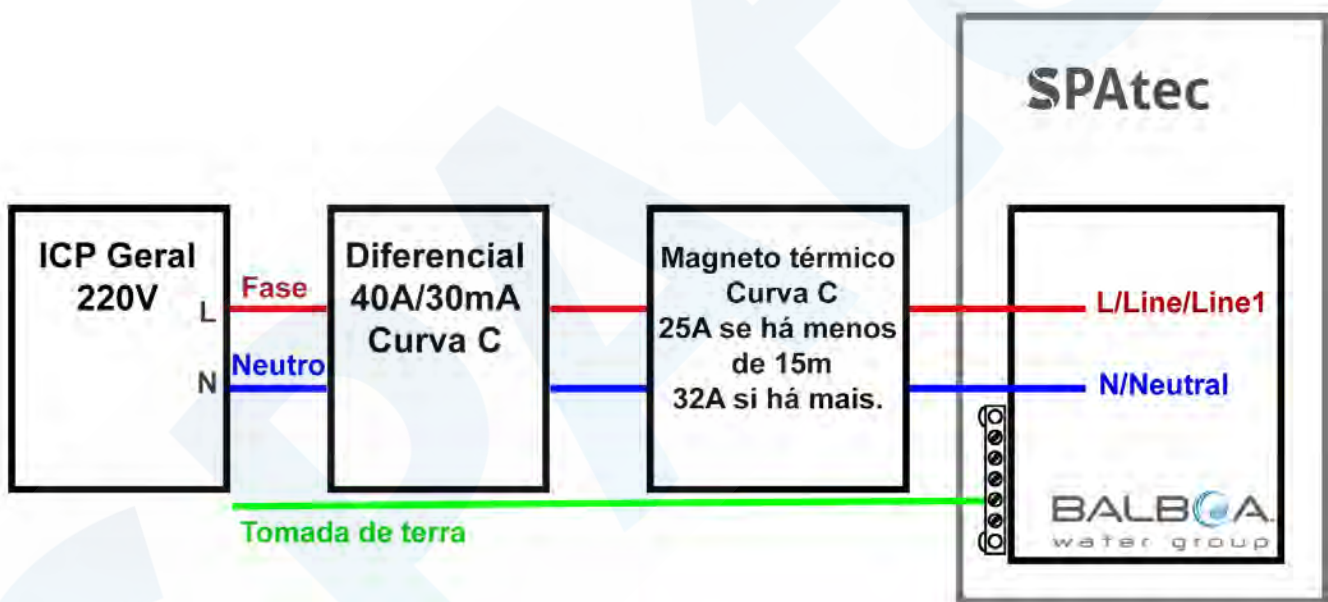 SPAtec
ICP Geral
220V
L
N
Fase
Neutro
Diferencial
40A/30mA
Curva C
Magneto térmico
Curva C
25A se há menos
de 15m
32A si há mais.
L/Line/Line1
N/Neutral
BALBOA
water group
Tomada de terra